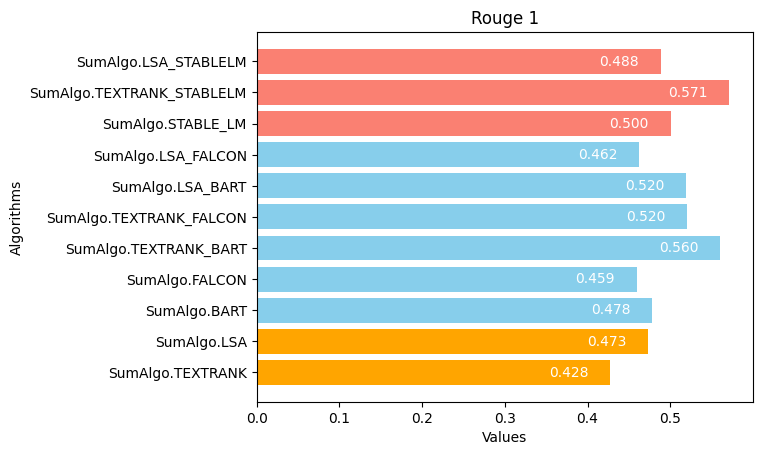 Rouge 1
SumAlgo.LSA_STABLELM 0.488
SumAlgo.TEXTRANK_STABLELM 0.571
SumAlgo.STABLE_LM 0.500
SumAlgo.LSA_FALCON 0.462
SumAlgo.LSA_BART 0.520
SumAlgo.TEXTRANK_FALCON 0.520
SumAlgo.TEXTRANK_BART 0.560
SumAlgo.FALCON 0.459
SumAlgo.BART 0.478
SumAlgo.LSA 0.473
SumAlgo.TEXTRANK 0.428
Algorithms
0.0 0.1 0.2 0.3 0.4 0.5
Values